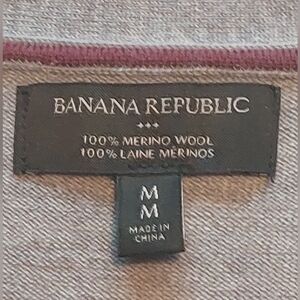 BANANA REPUBLIC
100% MERINO WOOL
100% LAINE MÉRINOS
M
M
MADE IN
CHINA